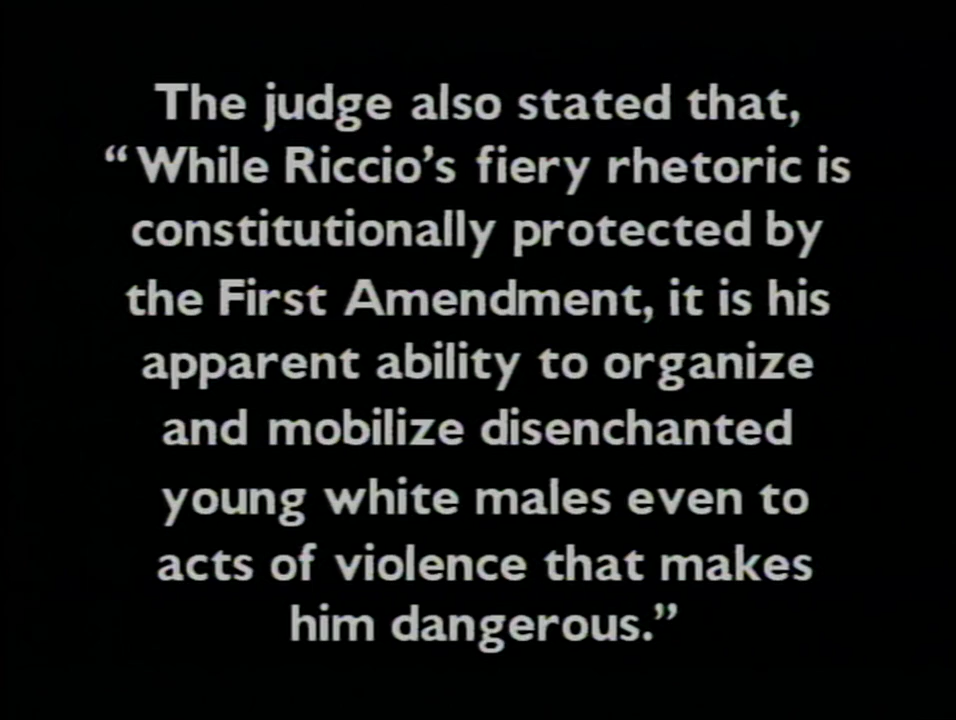 The judge also stated that,
“While Riccio’s fiery rhetoric is
constitutionally protected by
the First Amendment, it is his
apparent ability to organize
and mobilize disenchanted
young white males even to
acts of violence that makes
him dangerous.”